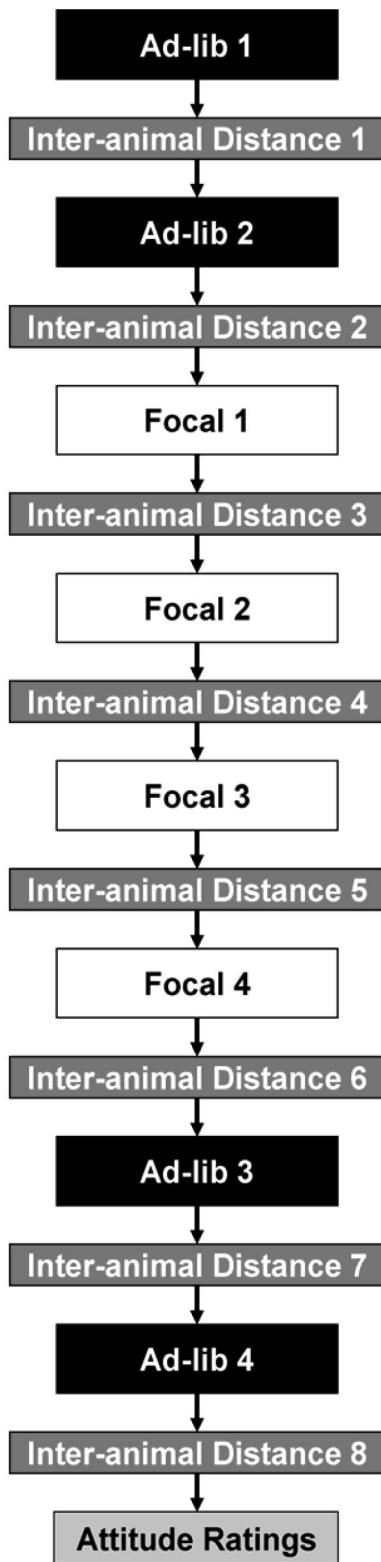 Ad-lib 1
Inter-animal Distance 1
Ad-lib 2
Inter-animal Distance 2
Focal 1
Inter-animal Distance 3
Focal 2
Inter-animal Distance 4
Focal 3
Inter-animal Distance 5
Focal 4
Inter-animal Distance 6
Ad-lib 3
Inter-animal Distance 7
Ad-lib 4
Inter-animal Distance 8
Attitude Ratings